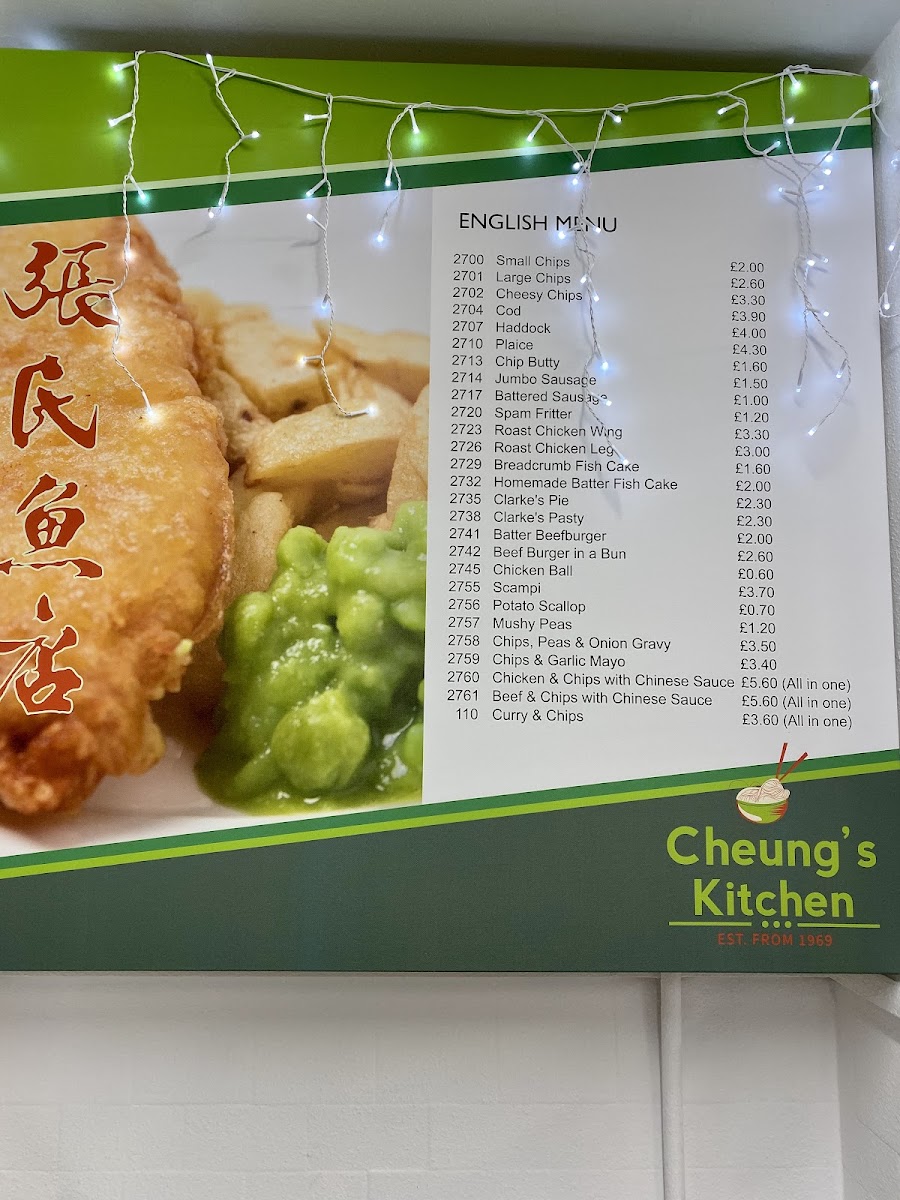 張民魚店
ENGLISH MENU
2700 Small Chips £2.00
2701 Large Chips £2.60
2702 Cheesy Chips £3.30
2704 Cod £3.90
2707 Haddock £4.00
2710 Plaice £4.30
2713 Chip Butty £1.60
2714 Jumbo Sausage £1.50
2717 Battered Sausage £1.00
2720 Spam Fritter £1.20
2723 Roast Chicken Wing £3.30
2726 Roast Chicken Leg £3.00
2729 Breadcrumb Fish Cake £1.60
2732 Homemade Batter Fish Cake £2.00
2735 Clarke's Pie £2.30
2738 Clarke's Pasty £2.30
2741 Batter Beefburger £2.00
2742 Beef Burger in a Bun £2.60
2745 Chicken Ball £0.60
2755 Scampi £3.70
2756 Potato Scallop £0.70
2757 Mushy Peas £1.20
2758 Chips, Peas & Onion Gravy £3.50
2759 Chips & Garlic Mayo £3.40
2760 Chicken & Chips with Chinese Sauce £5.60 (All in one)
2761 Beef & Chips with Chinese Sauce £5.60 (All in one)
110 Curry & Chips £3.60 (All in one)
Cheung's
Kitchen
EST. FROM 1969